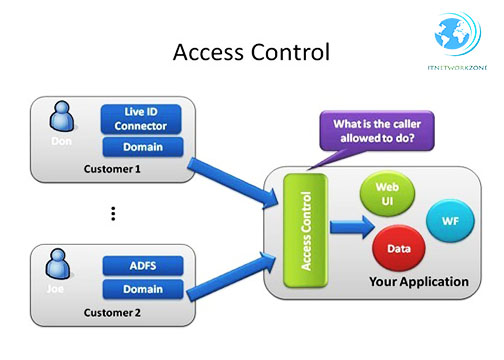 ITNETWORKZONE
Access Control
Don
Live ID
Connector
Domain
Customer 1
What is the caller
allowed to do?
Joe
ADFS
Domain
Customer 2
Access Control
Web
UI
WF
Data
Your Application